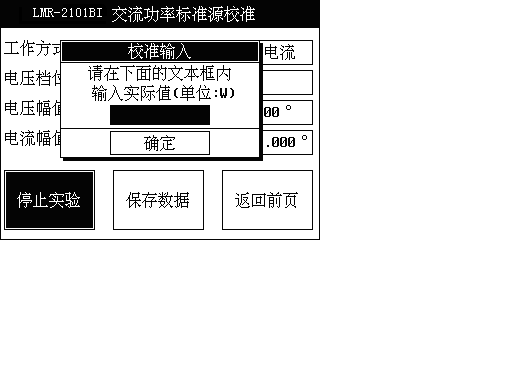 LMR-2101BI 交流功率标准源校准
工作方式 电流
校准输入
电压档位
请在下面的文本框内
输入实际值(单位:W)
电压幅值 00°
电流幅值 .000°
确定
停止实验 保存数据 返回前页